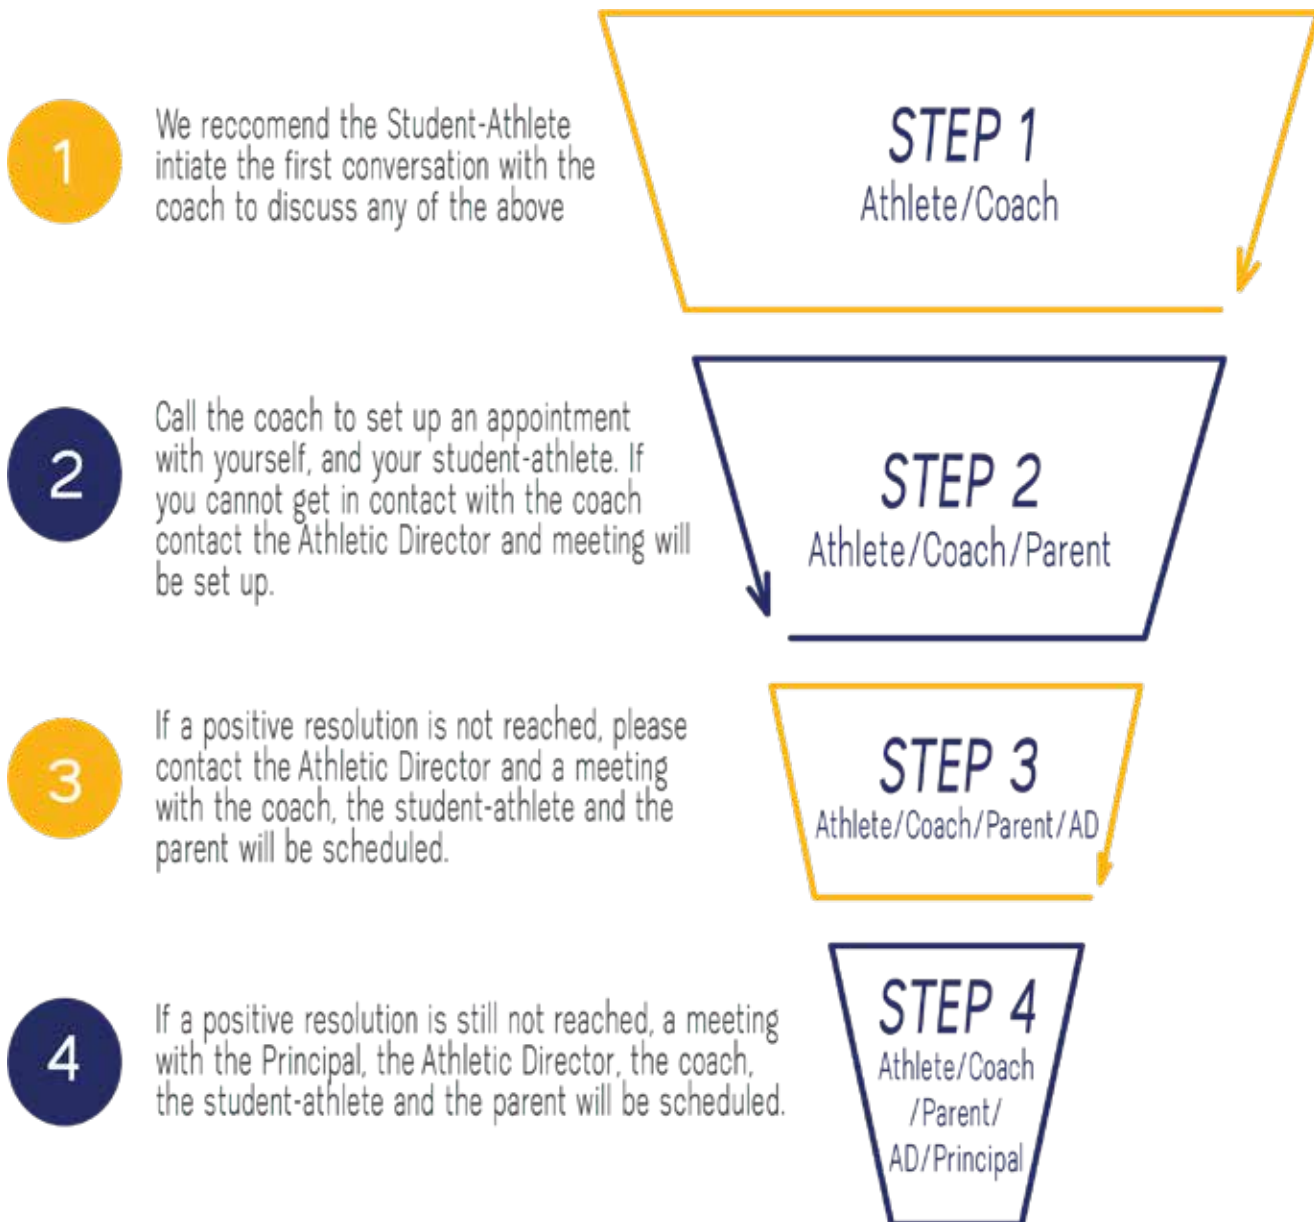 1
We reccomend the Student-Athlete
intiate the first conversation with the
coach to discuss any of the above
STEP 1
Athlete/Coach
2
Call the coach to set up an appointment
with yourself, and your student-athlete. If
you cannot get in contact with the coach
contact the Athletic Director and meeting will
be set up.
STEP 2
Athlete/Coach/Parent
3
If a positive resolution is not reached, please
contact the Athletic Director and a meeting
with the coach, the student-athlete and the
parent will be scheduled.
STEP 3
Athlete/Coach/Parent/AD
4
If a positive resolution is still not reached, a meeting
with the Principal, the Athletic Director, the coach,
the student-athlete and the parent will be scheduled.
STEP 4
Athlete/Coach
/Parent/
AD/Principal